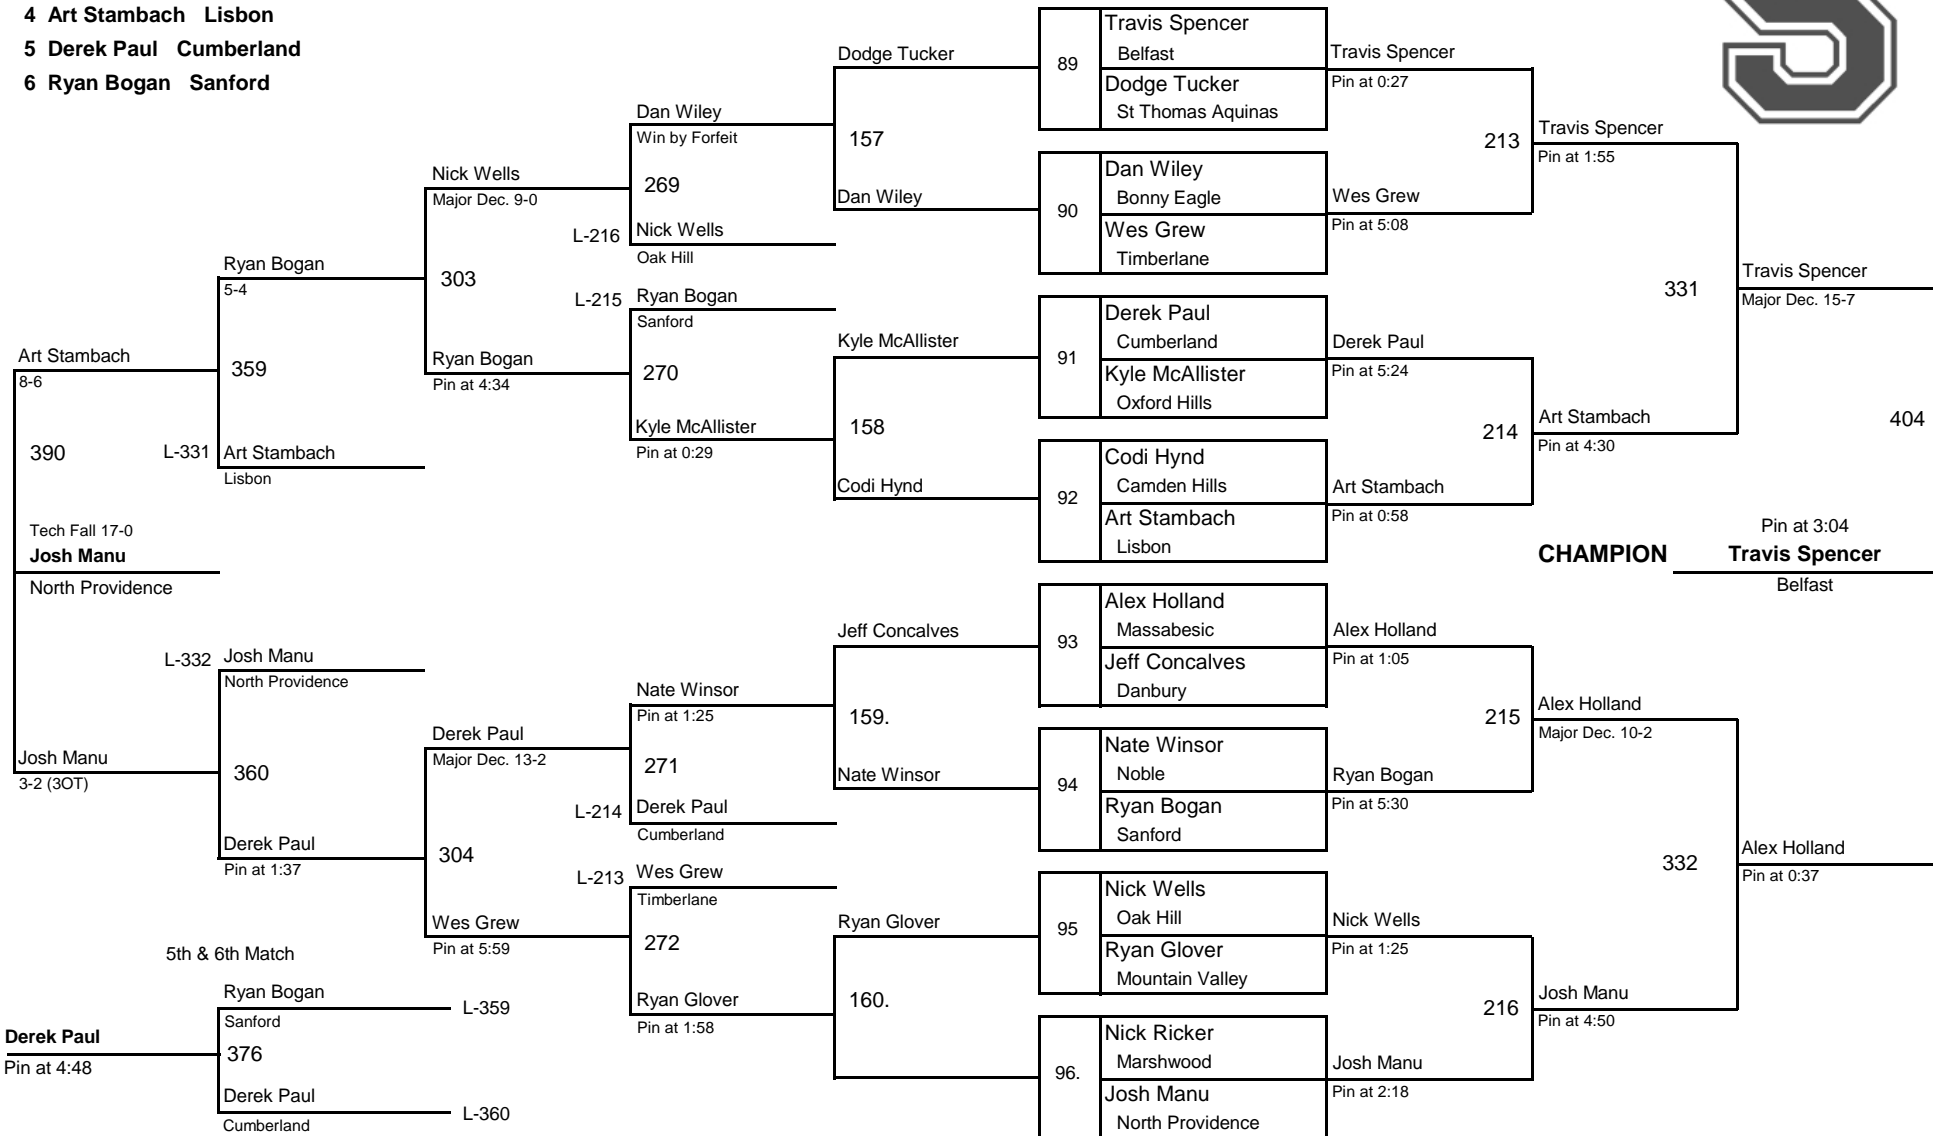 4 Art Stambach Lisbon
5 Derek Paul Cumberland
6 Ryan Bogan Sanford
Art Stambach
8-6
390
Tech Fall 17-0
Josh Manu
North Providence
Josh Manu
3-2 (3OT)
5th & 6th Match
Derek Paul
Pin at 4:48
Ryan Bogan
5-4
359
L-331
Art Stambach
Lisbon
L-332
Josh Manu
North Providence
360
Derek Paul
Pin at 1:37
Ryan Bogan
L-359
Sanford
376
Derek Paul
L-360
Cumberland
Nick Wells
Major Dec. 9-0
303
Ryan Bogan
Pin at 4:34
Derek Paul
Major Dec. 13-2
304
Wes Grew
Pin at 5:59
Dan Wiley
Win by Forfeit
269
L-216
Nick Wells
Oak Hill
L-215
Ryan Bogan
Sanford
270
Kyle McAllister
Pin at 0:29
Nate Winsor
Pin at 1:25
271
L-214
Derek Paul
Cumberland
L-213
Wes Grew
Timberlane
272
Ryan Glover
Pin at 1:58
Dodge Tucker
157
Dan Wiley
Kyle McAllister
158
Codi Hynd
Jeff Concalves
159.
Nate Winsor
Ryan Glover
160.
89
Travis Spencer
Belfast
Dodge Tucker
St Thomas Aquinas
90
Dan Wiley
Bonny Eagle
Wes Grew
Timberlane
91
Derek Paul
Cumberland
Kyle McAllister
Oxford Hills
92
Codi Hynd
Camden Hills
Art Stambach
Lisbon
93
Alex Holland
Massabesic
Jeff Concalves
Danbury
94
Nate Winsor
Noble
Ryan Bogan
Sanford
95
Nick Wells
Oak Hill
Ryan Glover
Mountain Valley
96.
Nick Ricker
Marshwood
Josh Manu
North Providence
Travis Spencer
Pin at 0:27
213
Wes Grew
Pin at 5:08
Derek Paul
Pin at 5:24
214
Art Stambach
Pin at 0:58
Alex Holland
Pin at 1:05
215
Ryan Bogan
Pin at 5:30
Nick Wells
Pin at 1:25
216
Josh Manu
Pin at 2:18
Travis Spencer
Pin at 1:55
331
Art Stambach
Pin at 4:30
Alex Holland
Major Dec. 10-2
332
Josh Manu
Pin at 4:50
Travis Spencer
Major Dec. 15-7
404
Pin at 3:04
CHAMPION Travis Spencer
Belfast
Alex Holland
Pin at 0:37